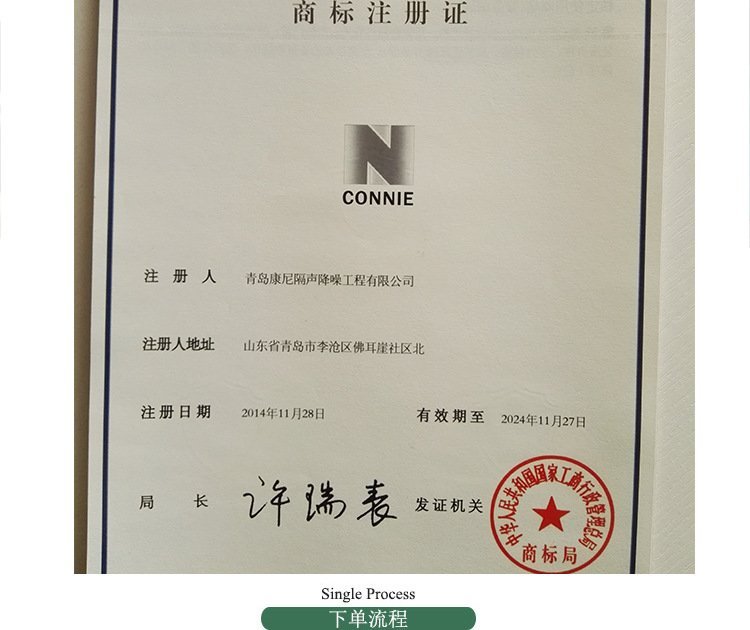 商标注册证
N
CONNIE
注册人 青岛康尼隔声降噪工程有限公司
注册人地址 山东省青岛市李沧区佛耳崖社区北
注册日期 2014年11月28日 有效期至 2024年11月27日
局长 许瑞表 发证机关
中华人民共和国国家工商行政管理总局
商标局
Single Process
下单流程